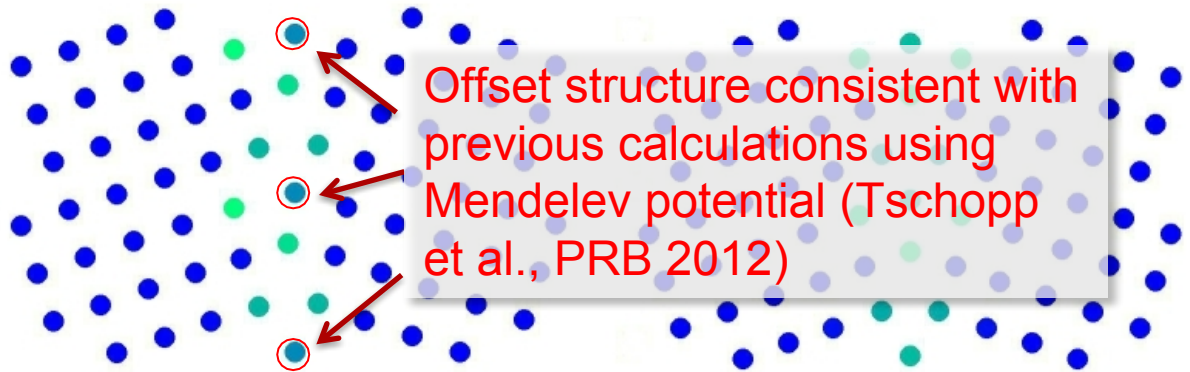 Offset structure consistent with
previous calculations using
Mendelev potential (Tschopp
et al., PRB 2012)